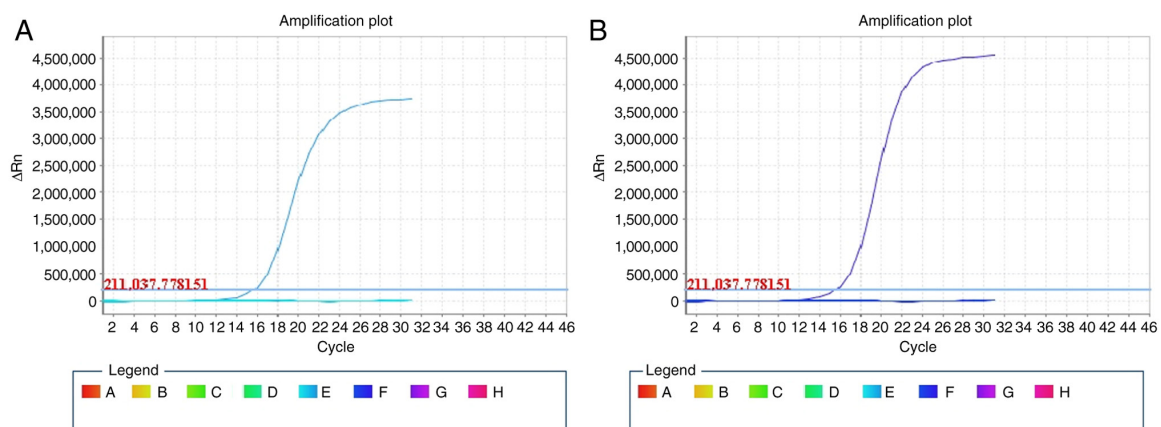 A
Amplification plot
ΔRn
4,500,000
4,000,000
3,500,000
3,000,000
2,500,000
2,000,000
1,500,000
1,000,000
500,000
0
211,037.778151
2 4 6 8 10 12 14 16 18 20 22 24 26 28 30 32 34 36 38 40 42 44 46
Cycle
Legend
A B C D E F G H
B
Amplification plot
ΔRn
4,500,000
4,000,000
3,500,000
3,000,000
2,500,000
2,000,000
1,500,000
1,000,000
500,000
0
211,037.778151
2 4 6 8 10 12 14 16 18 20 22 24 26 28 30 32 34 36 38 40 42 44 46
Cycle
Legend
A B C D E F G H